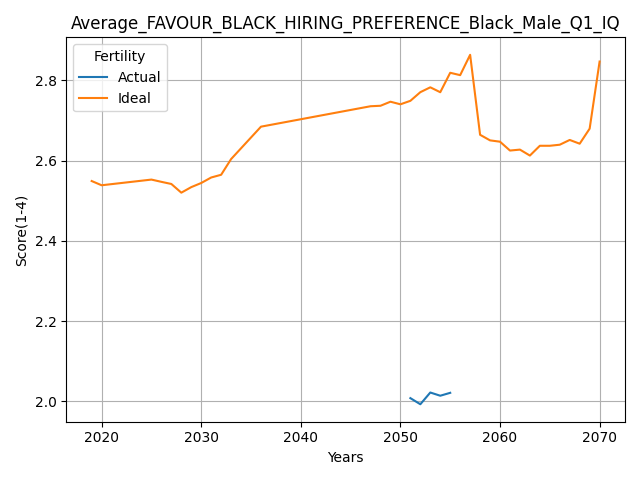 Average_FAVOUR_BLACK_HIRING_PREFERENCE_Black_Male_Q1_IQ
Fertility
Actual
Ideal
Score(1-4)
2.8
2.6
2.4
2.2
2.0
2020 2030 2040 2050 2060 2070
Years